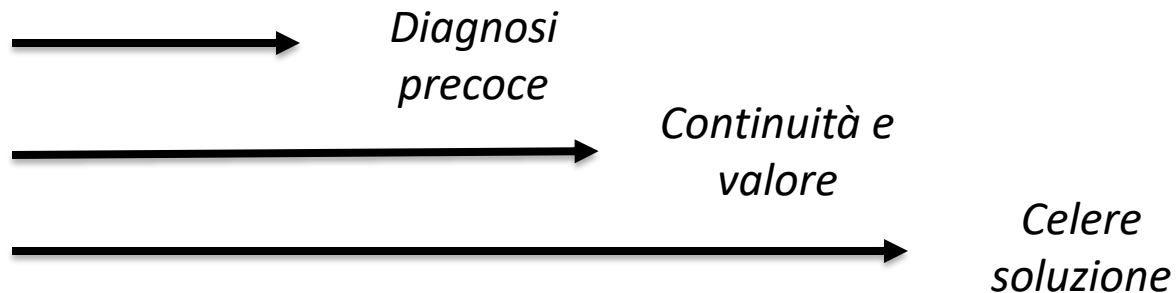 Diagnosi
precoce
Continuità e
valore
Celere
soluzione